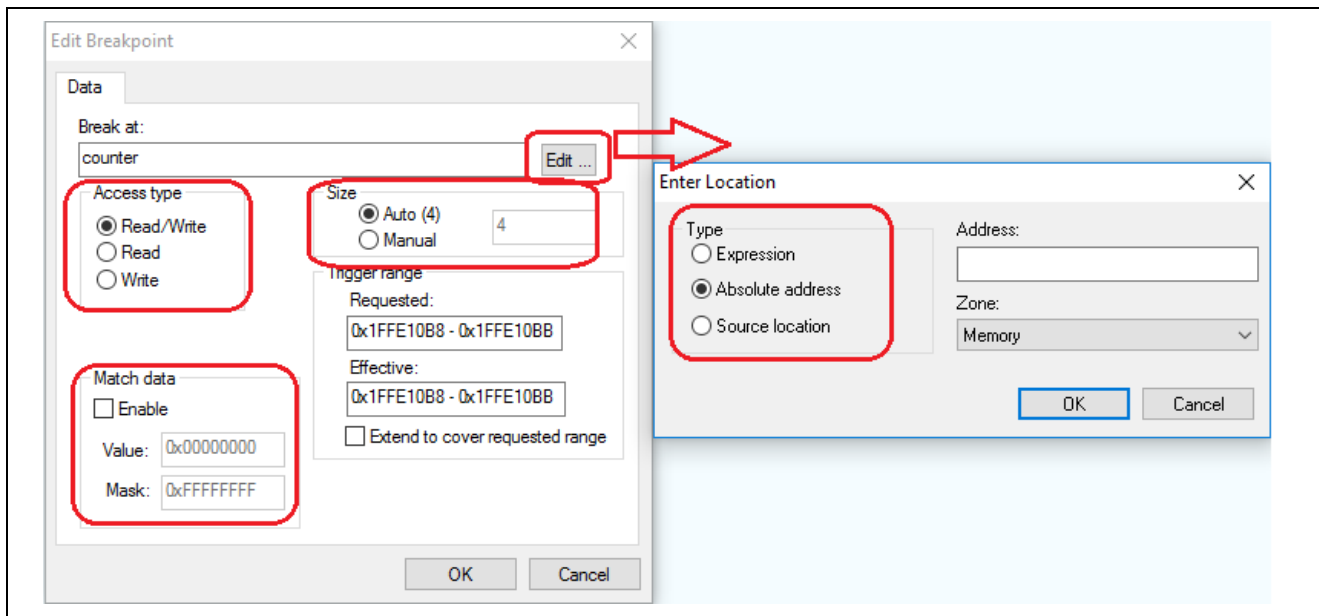 Edit Breakpoint
Data
Break at:
counter
Edit ...
Access type
Read/Write
Read
Write
Size
Auto (4)
Manual
4
Trigger range
Requested:
0x1FFE10B8 - 0x1FFE10BB
Effective:
0x1FFE10B8 - 0x1FFE10BB
Extend to cover requested range
Match data
Enable
Value: 0x00000000
Mask: 0xFFFFFFFF
OK
Cancel
Enter Location
Type
Expression
Absolute address
Source location
Address:
Zone:
Memory
OK
Cancel